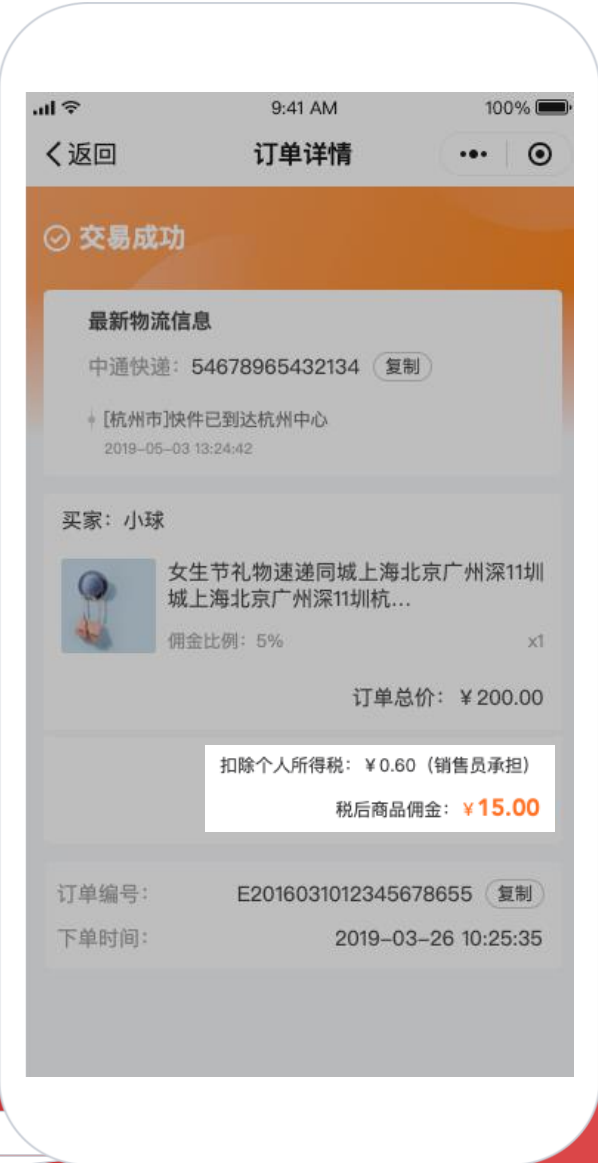 9:41 AM 100%
返回 订单详情
交易成功
最新物流信息
中通快递：54678965432134 复制
[杭州市]快件已到达杭州中心
2019-05-03 13:24:42
买家：小球
女生节礼物速递同城上海北京广州深11圳
城上海北京广州深11圳杭...
佣金比例：5% x1
订单总价：￥200.00
扣除个人所得税：￥0.60（销售员承担）
税后商品佣金：￥15.00
订单编号： E2016031012345678655 复制
下单时间： 2019-03-26 10:25:35